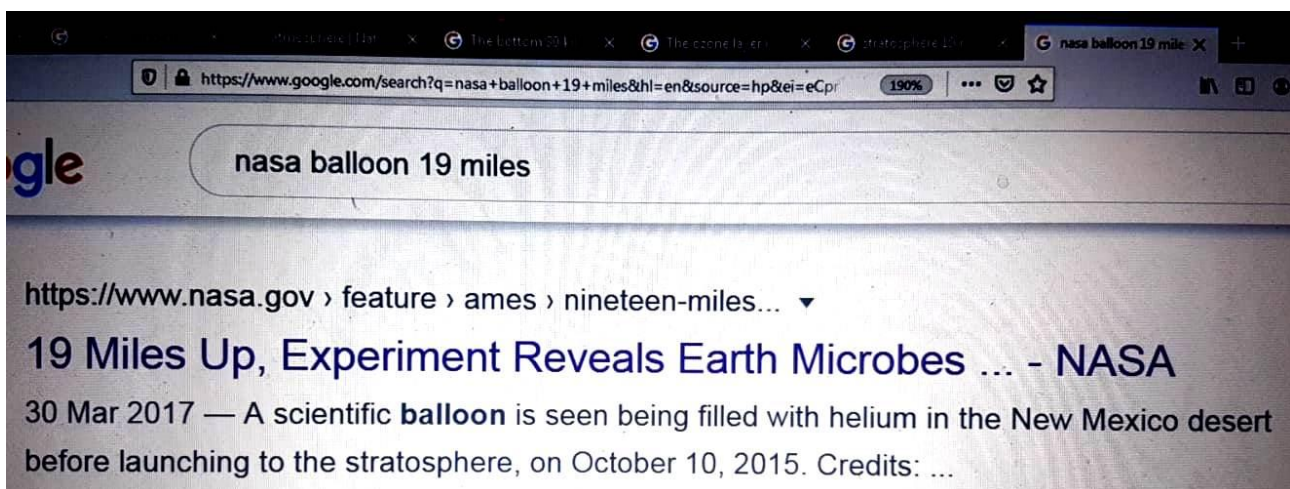 The bottom 50 G The ozone layer G stratosphere G nasa balloon 19 mile
https://www.google.com/search?q=nasa+balloon+19+miles&hl=en&source=hp&ei=eCpr 190%
gle nasa balloon 19 miles
https://www.nasa.gov › feature › ames › nineteen-miles...
19 Miles Up, Experiment Reveals Earth Microbes ... - NASA
30 Mar 2017 — A scientific balloon is seen being filled with helium in the New Mexico desert
before launching to the stratosphere, on October 10, 2015. Credits: ...